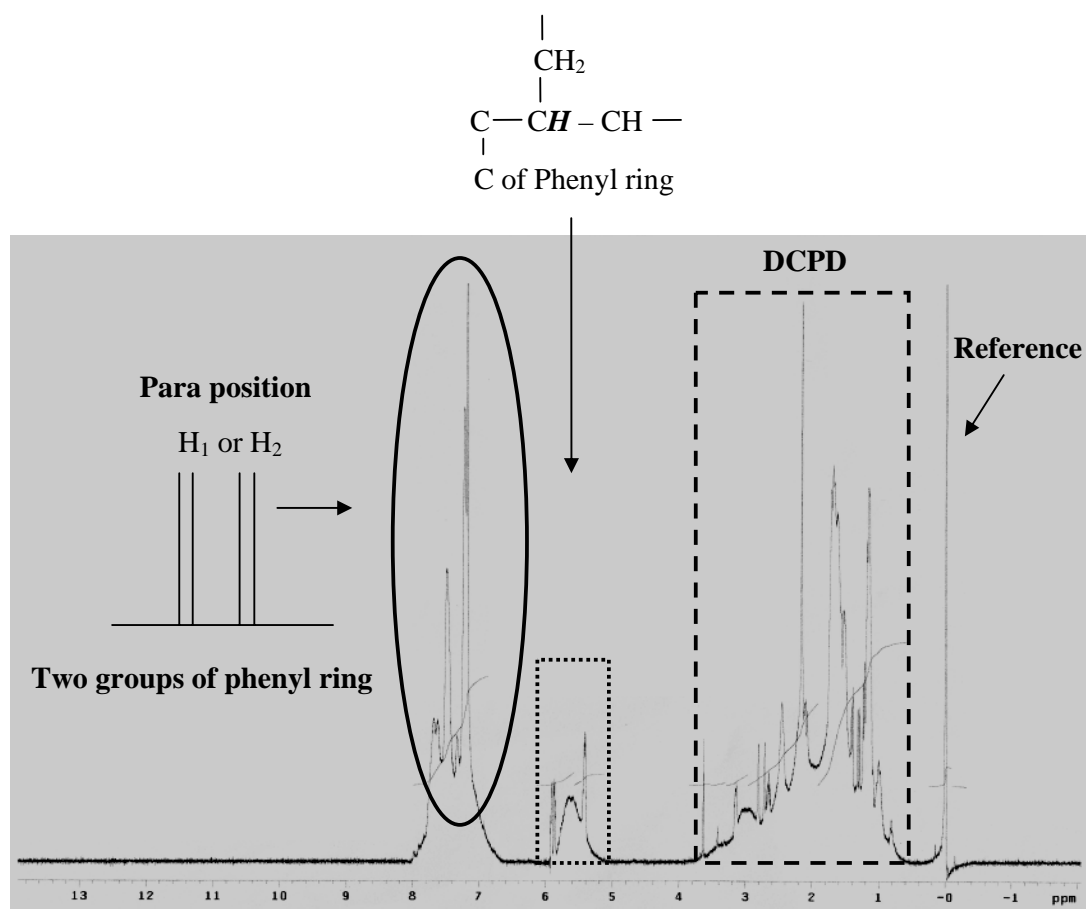 CH₂
C — CH – CH —
C of Phenyl ring
DCPD
Reference
Para position
H₁ or H₂
Two groups of phenyl ring
13 12 11 10 9 8 7 6 5 4 3 2 1 -0 -1 ppm